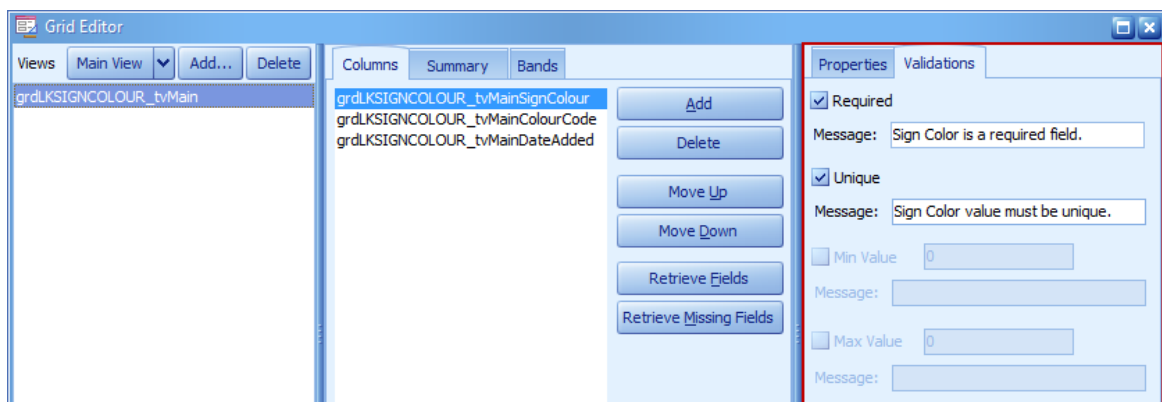 Grid Editor
Views Main View Add... Delete
grdLKSIGNCOLOUR_tvMain
Columns Summary Bands
grdLKSIGNCOLOUR_tvMainSignColour
grdLKSIGNCOLOUR_tvMainColourCode
grdLKSIGNCOLOUR_tvMainDateAdded
Add
Delete
Move Up
Move Down
Retrieve Fields
Retrieve Missing Fields
Properties Validations
Required
Message: Sign Color is a required field.
Unique
Message: Sign Color value must be unique.
Min Value 0
Message:
Max Value 0
Message: